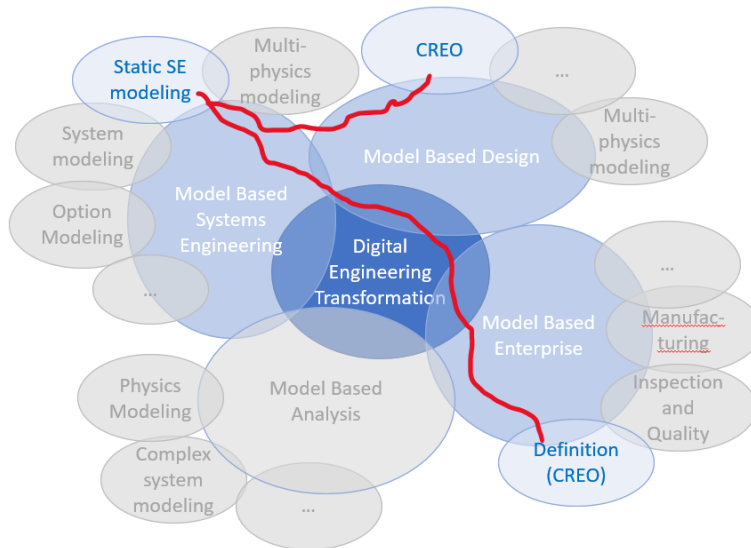 Static SE
modeling
Multi-
physics
modeling
CREO
...
Multi-
physics
modeling
System
modeling
Option
Modeling
...
Model Based
Systems
Engineering
Model Based Design
Digital
Engineering
Transformation
Model Based
Enterprise
...
Manufac-
turing
Inspection
and
Quality
Model Based
Analysis
Physics
Modeling
Complex
system
modeling
...
Definition
(CREO)